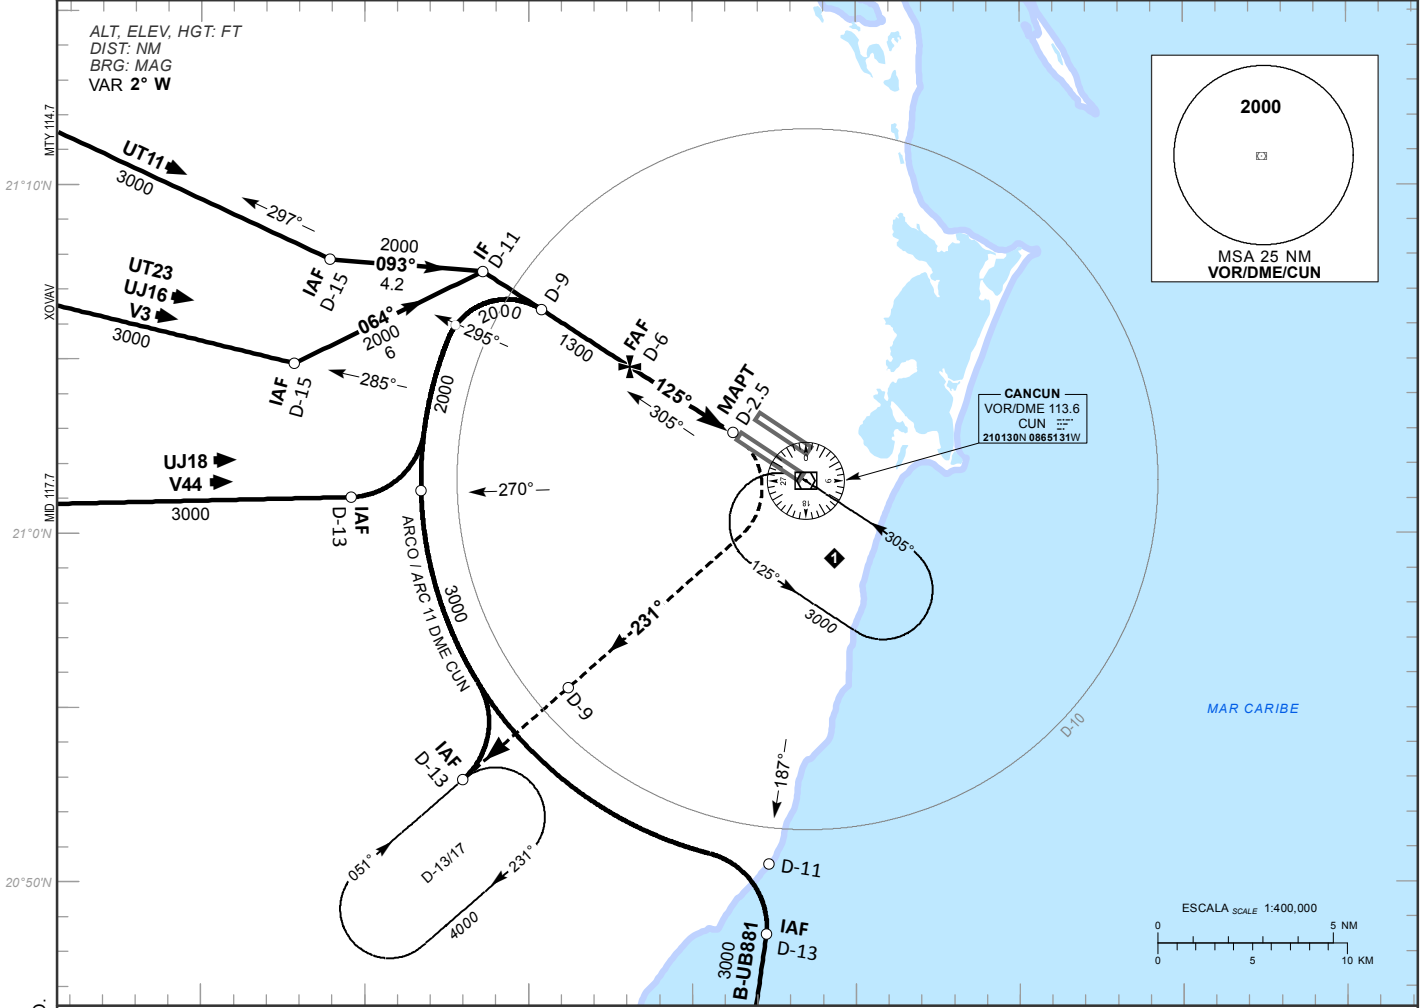 ALT, ELEV, HGT: FT
DIST: NM
BRG: MAG
VAR 2° W
2000
MSA 25 NM
VOR/DME/CUN
MTY 114.7
21°10'N
UT11
3000
297°
2000
093°
4.2
IAF
D-15
IF
D-11
D-9
XOVAV
UT23
UJ16
V3
3000
064°
2000
6
2000
295°
1300
FAF
D-6
IAF
D-15
285°
2000
125°
305°
MAPT
D-2.5
CANCUN
VOR/DME 113.6
CUN
210130N 0865131W
0
9
18
27
UJ18
V44
MID 117.7
3000
IAF
D-13
270°
21°0'N
ARCO / ARC 11 DME CUN
3000
1
305°
125°
3000
231°
D-9
MAR CARIBE
D-10
IAF
D-13
187°
051°
D-13/17
231°
4000
D-11
20°50'N
IAF
D-13
3000
B-UB881
ESCALA SCALE 1:400,000
0 5 NM
0 5 10 KM